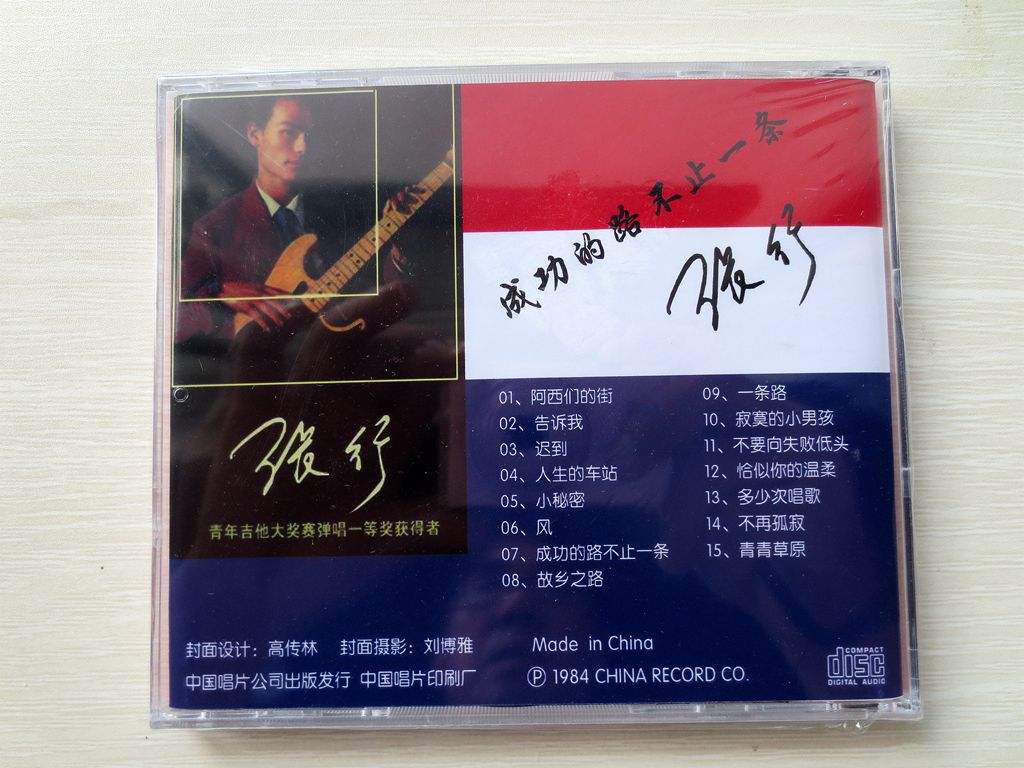 成功的路不止一条
张行
张行
青年吉他大奖赛弹唱一等奖获得者
01、阿西们的街
02、告诉我
03、迟到
04、人生的车站
05、小秘密
06、风
07、成功的路不止一条
08、故乡之路
09、一条路
10、寂寞的小男孩
11、不要向失败低头
12、恰似你的温柔
13、多少次唱歌
14、不再孤寂
15、青青草原
封面设计：高传林 封面摄影：刘博雅
中国唱片公司出版发行 中国唱片印刷厂
Made in China
Ⓟ 1984 CHINA RECORD CO.
COMPACT
disc
DIGITAL AUDIO